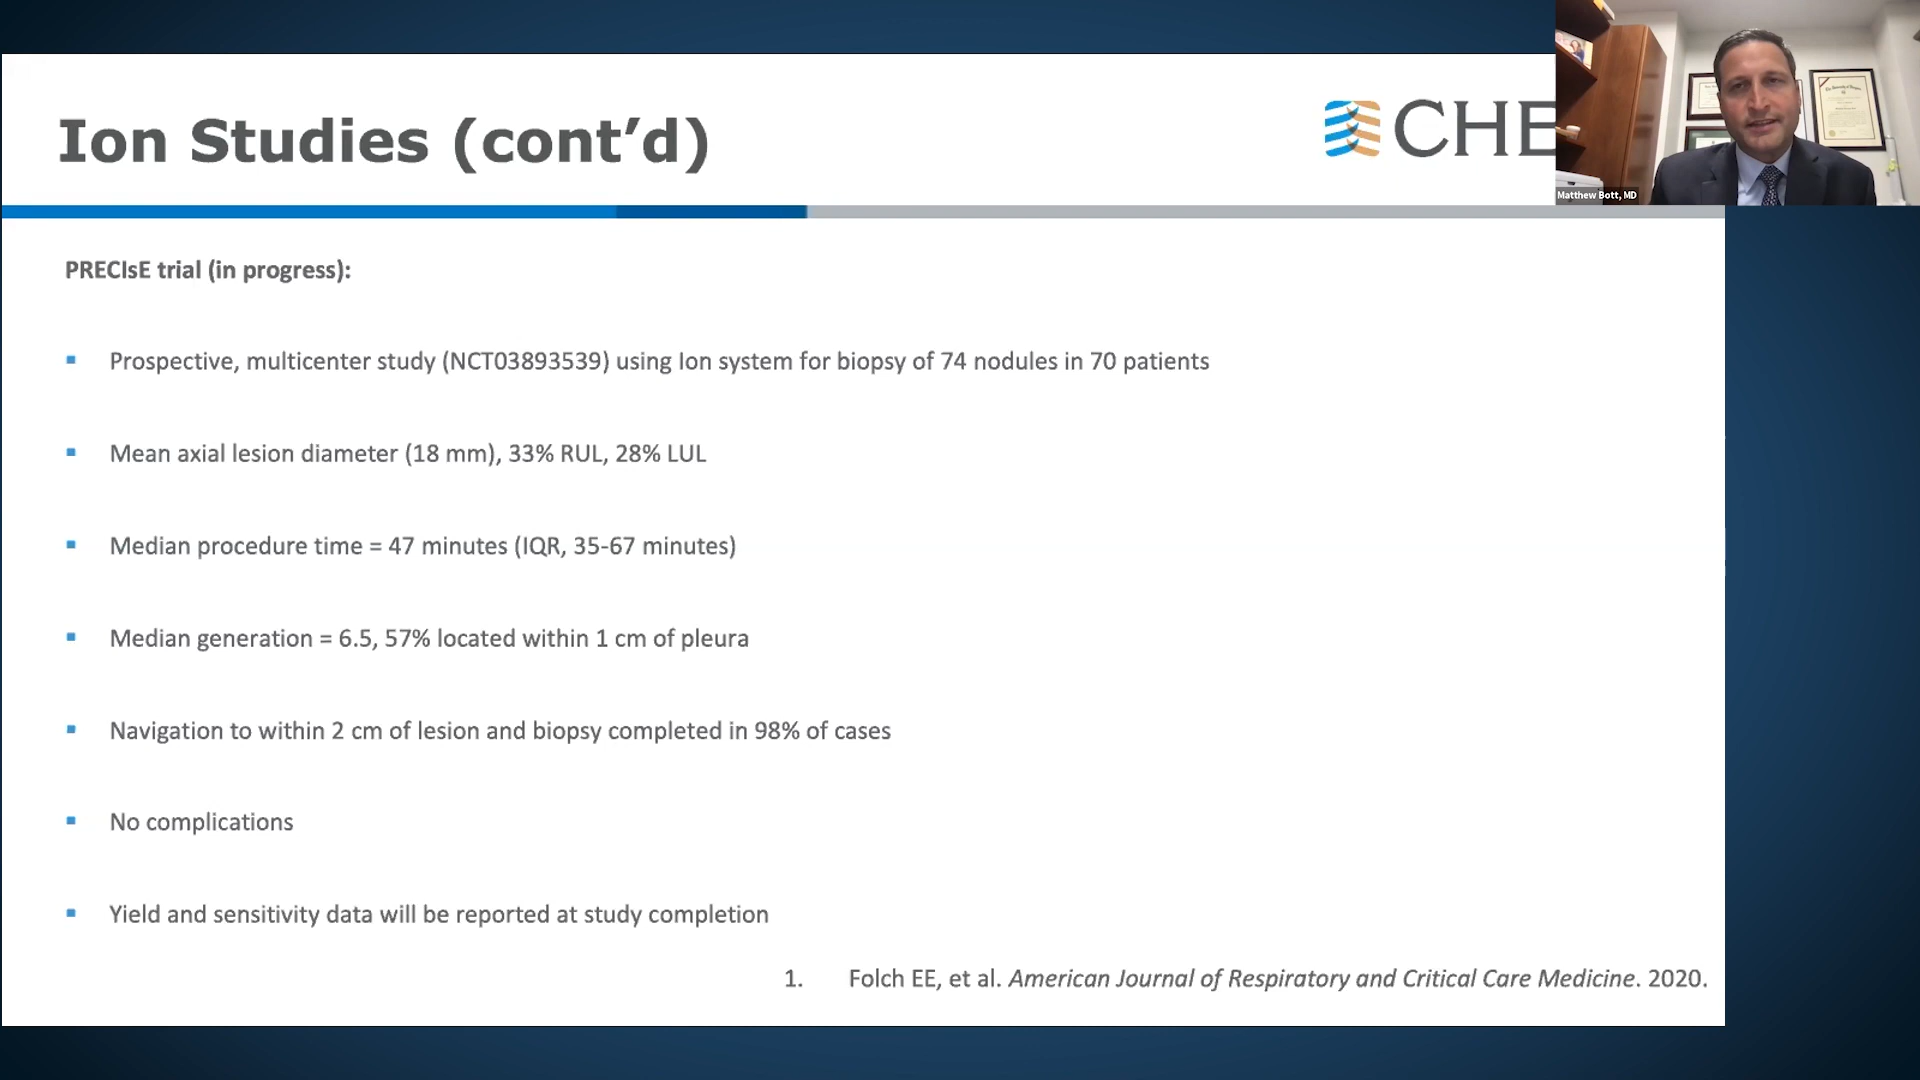 Ion Studies (cont’d)
CHE
Matthew Bott, MD
PRECIsE trial (in progress):
Prospective, multicenter study (NCT03893539) using Ion system for biopsy of 74 nodules in 70 patients
Mean axial lesion diameter (18 mm), 33% RUL, 28% LUL
Median procedure time = 47 minutes (IQR, 35-67 minutes)
Median generation = 6.5, 57% located within 1 cm of pleura
Navigation to within 2 cm of lesion and biopsy completed in 98% of cases
No complications
Yield and sensitivity data will be reported at study completion
1. Folch EE, et al. American Journal of Respiratory and Critical Care Medicine. 2020.